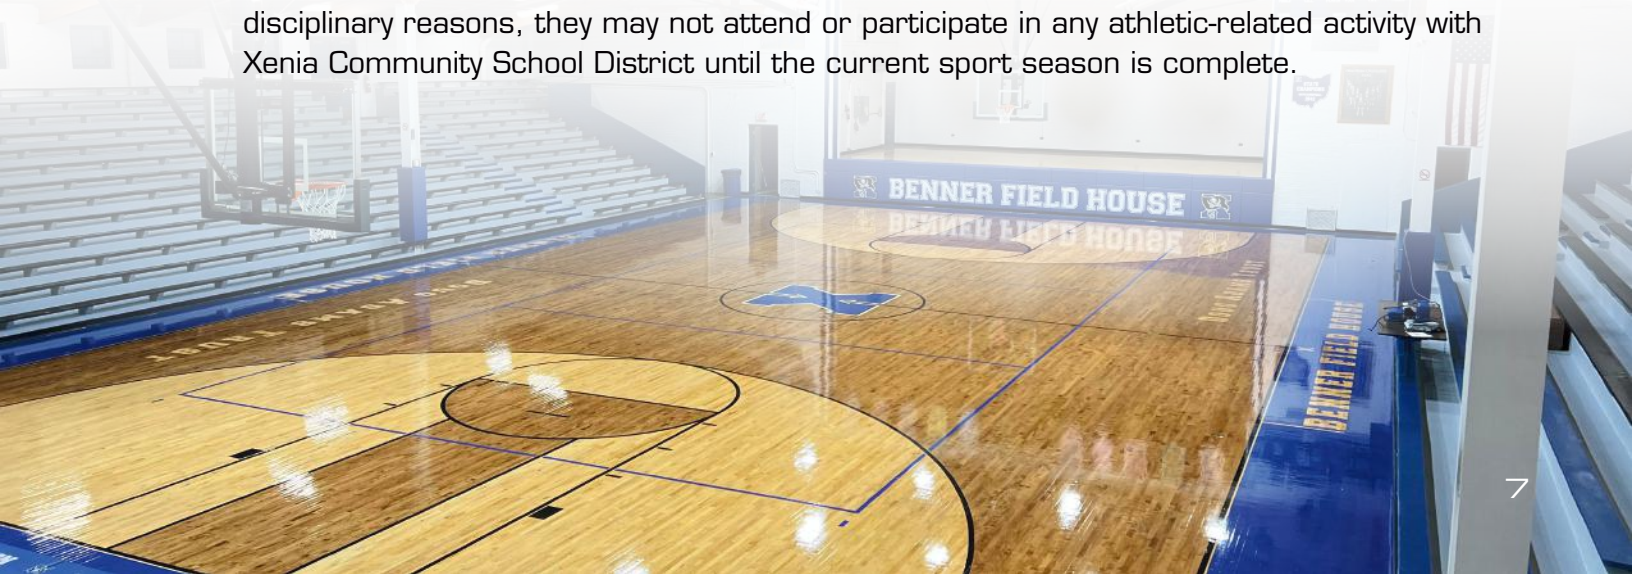 disciplinary reasons, they may not attend or participate in any athletic-related activity with
Xenia Community School District until the current sport season is complete.
BENNER FIELD HOUSE
BENNER FIELD HOUSE
7